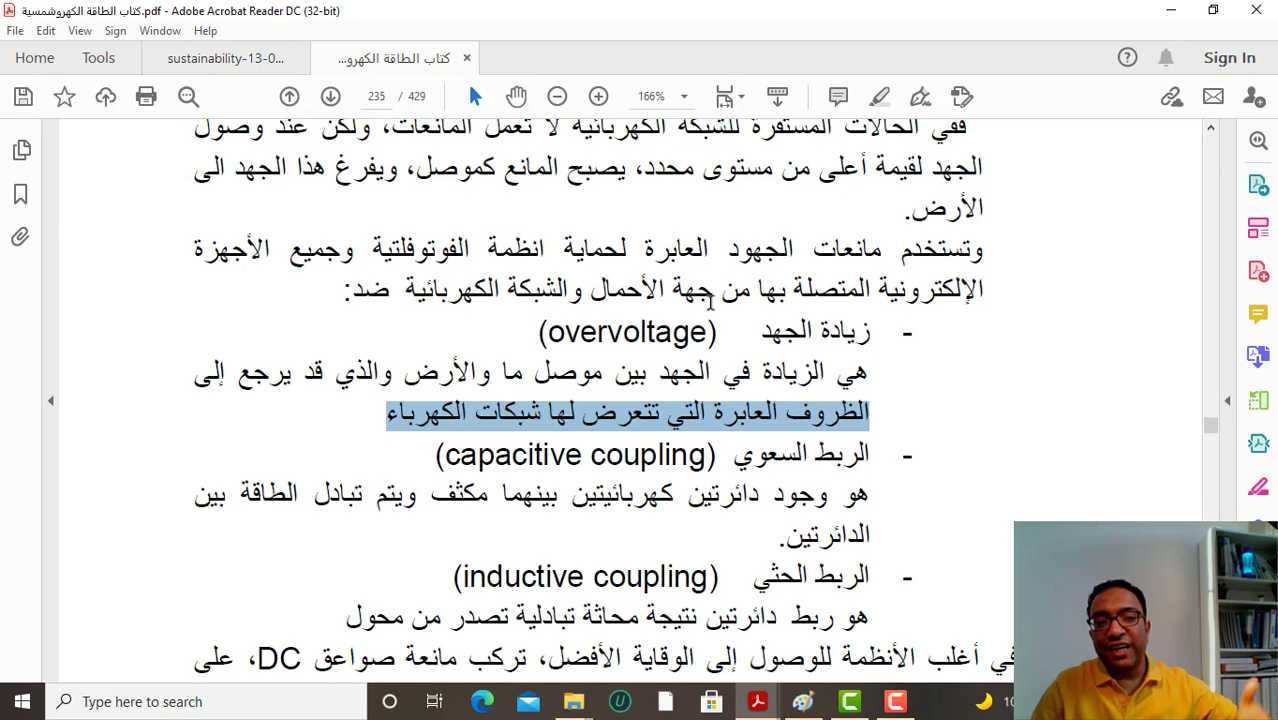 كتاب الطاقة الكهروشمسية.pdf - Adobe Acrobat Reader DC (32-bit)
File Edit View Sign Window Help
Home Tools sustainability-13-0... كتاب الطاقة الكهرو... × Sign In
235 / 429 166%
ففي الحالات المستقرة للشبكة الكهربائية لا تعمل المانعات، ولكن عند وصول
الجهد لقيمة أعلى من مستوى محدد، يصبح المانع كموصل، ويفرغ هذا الجهد الى
الأرض.
وتستخدم مانعات الجهود العابرة لحماية انظمة الفوتوفلتية وجميع الأجهزة
الإلكترونية المتصلة بها من جهة الأحمال والشبكة الكهربائية ضد:
- زيادة الجهد (overvoltage)
هي الزيادة في الجهد بين موصل ما والأرض والذي قد يرجع إلى
الظروف العابرة التي تتعرض لها شبكات الكهرباء
- الربط السعوي (capacitive coupling)
هو وجود دائرتين كهربائيتين بينهما مكثف ويتم تبادل الطاقة بين
الدائرتين.
- الربط الحثي (inductive coupling)
هو ربط دائرتين نتيجة محاثة تبادلية تصدر من محول
في أغلب الأنظمة للوصول إلى الوقاية الأفضل، تركب مانعة صواعق DC، على
Type here to search